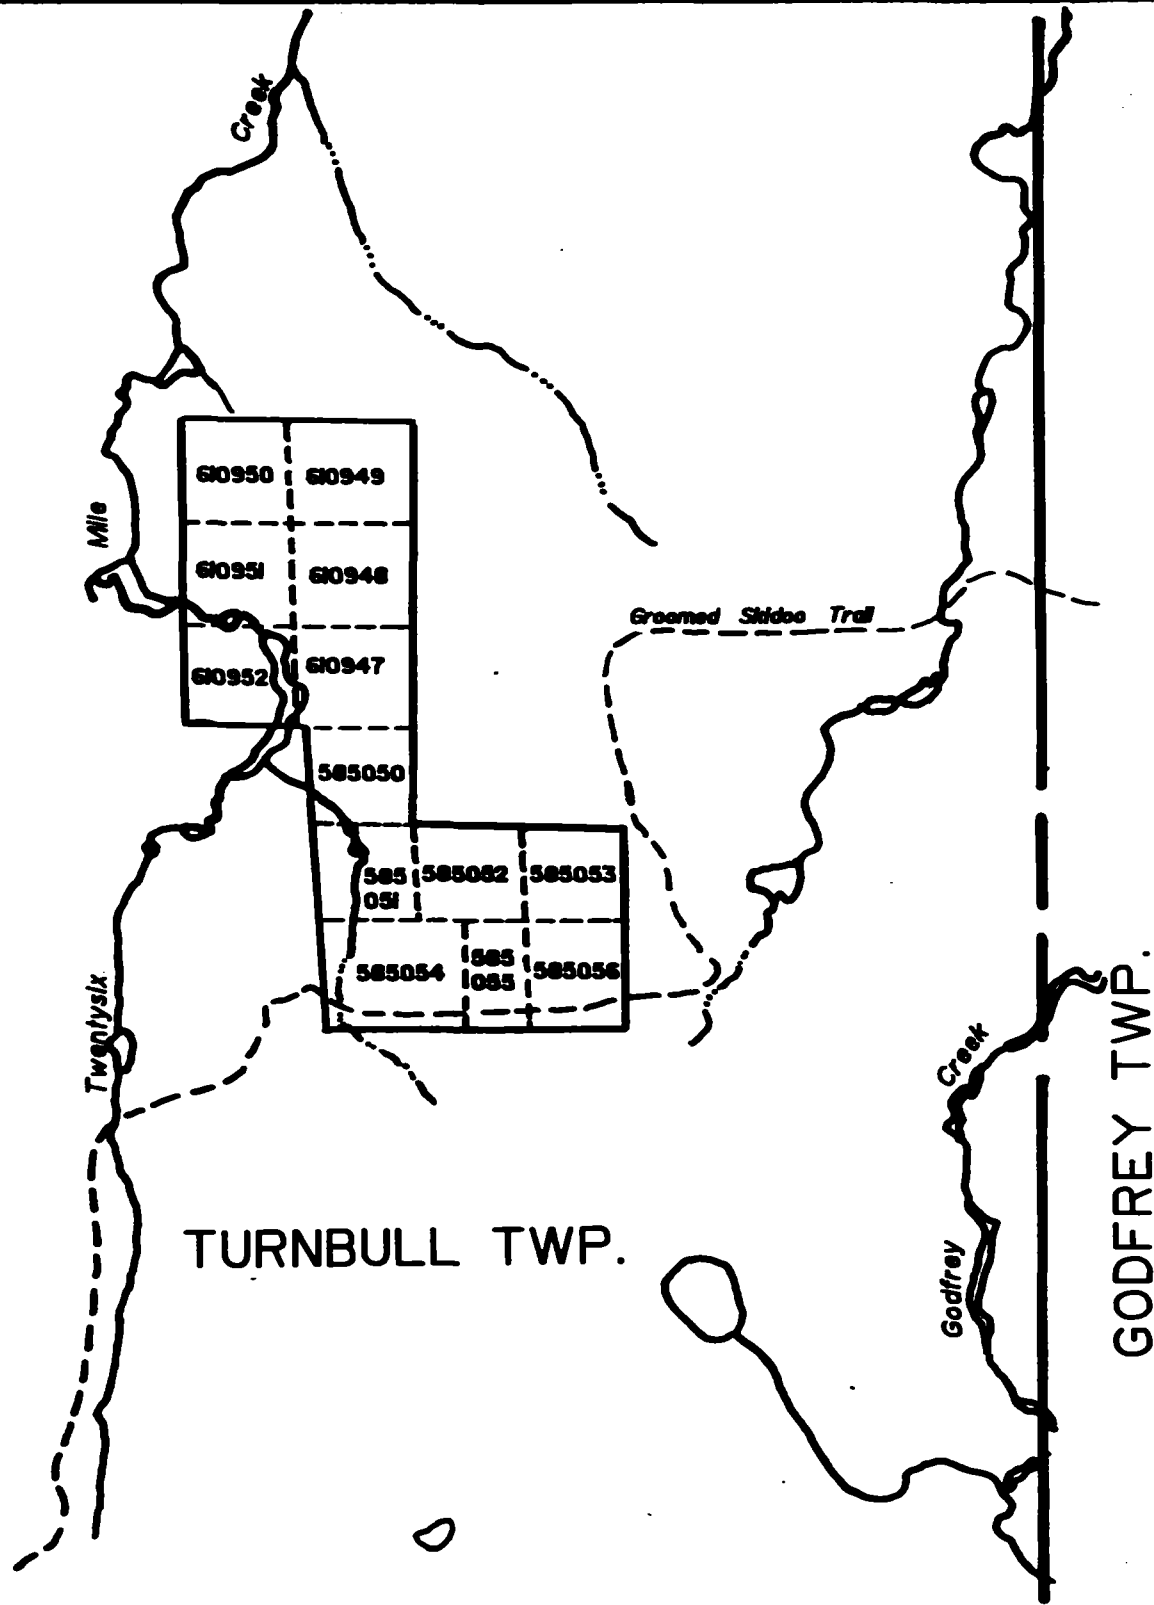 Creek
610950 610949
Mile
610951 610948
Groomed Skidoo Trail
610952 610947
585050
585
051
585052 585053
585054 585
055
585056
Twentysix
Creek
GODFREY TWP.
TURNBULL TWP.
Godfrey